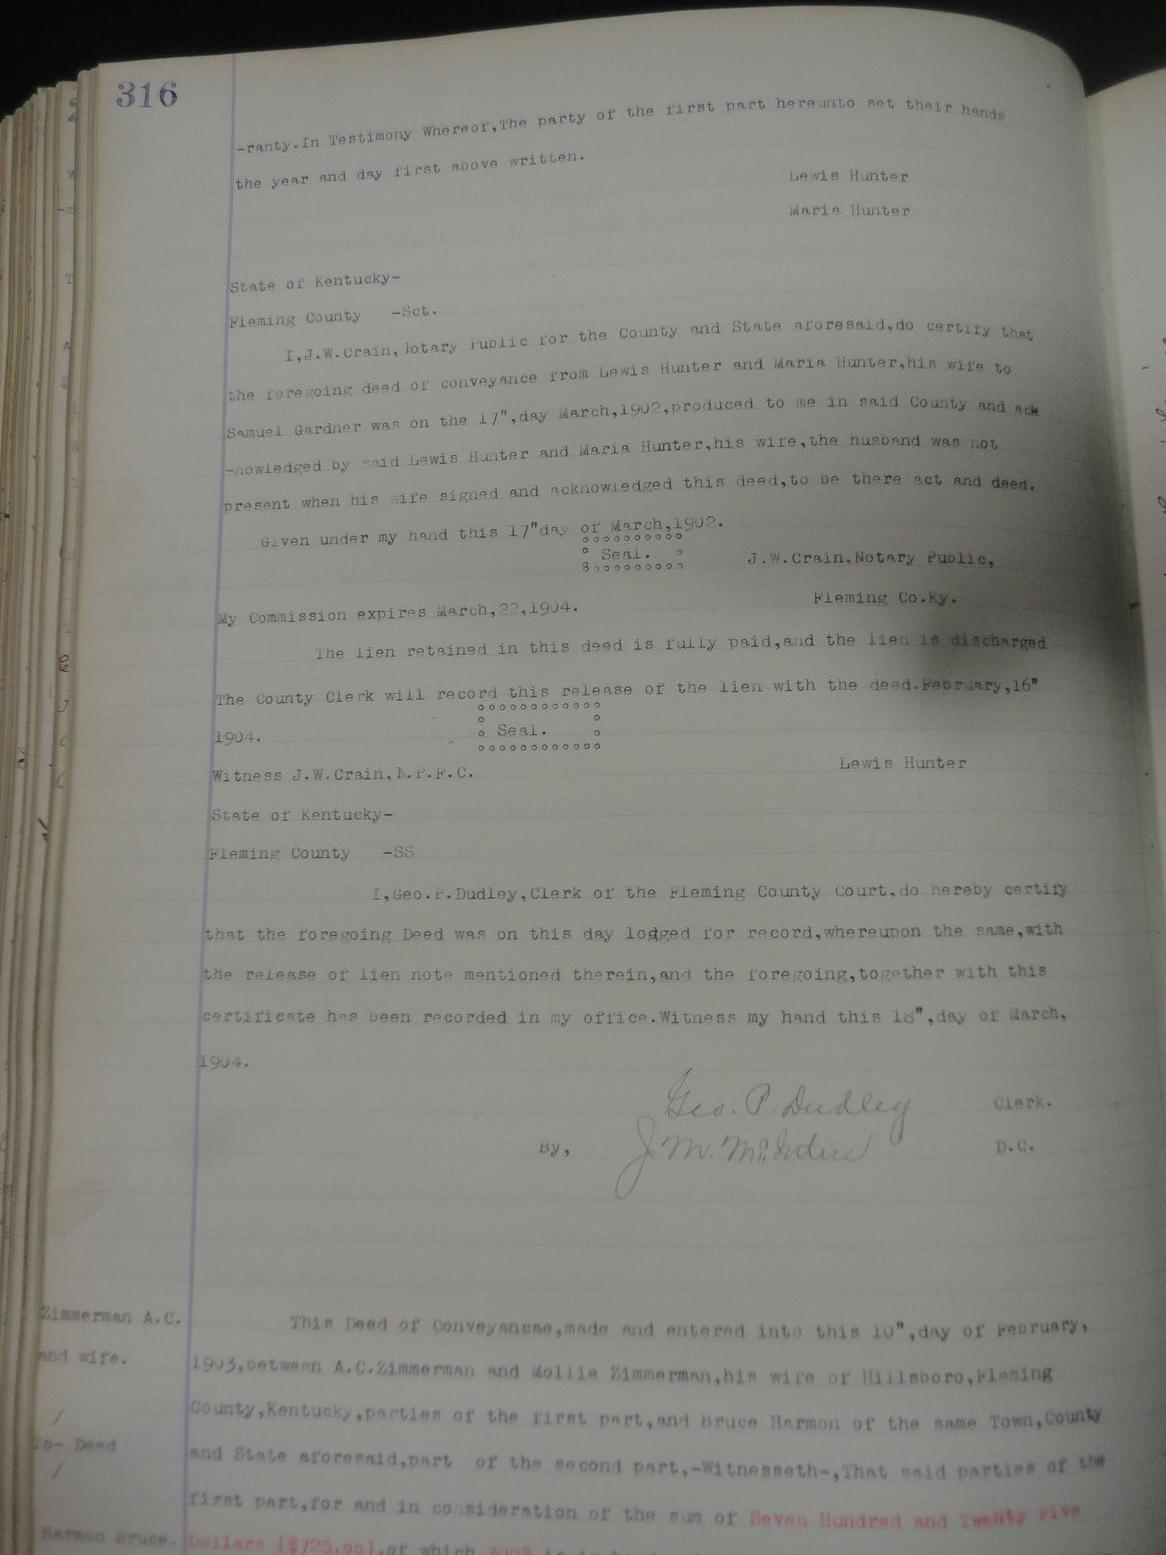 316
-ranty.In Testimony Whereof,The party of the first part hereunto set their hands
the year and day first above written.
Lewis Hunter
Maria Hunter
State of Kentucky-
Fleming County -Sct.
I,J.W.Crain,Notary Public for the County and State aforesaid,do certify that
the foregoing deed of conveyance from Lewis Hunter and Maria Hunter,his wife to
Samuel Gardner was on the 17",day March,1902,produced to me in said County and ack
-nowledged by said Lewis Hunter and Maria Hunter,his wife,the husband was not
present when his wife signed and acknowledged this deed,to be there act and deed.
Given under my hand this 17"day of March,1902.
Seal.
J.W.Crain,Notary Public,
Fleming Co.Ky.
My Commission expires March,22,1904.
The lien retained in this deed is fully paid,and the lien is discharged
The County Clerk will record this release of the lien with the deed.February,16"
1904.
Seal.
Lewis Hunter
Witness J.W.Crain,N.P.F.C.
State of Kentucky-
Fleming County -SS
I,Geo.P.Dudley,Clerk of the Fleming County Court,do hereby certify
that the foregoing Deed was on this day lodged for record,whereupon the same,with
the release of lien note mentioned therein,and the foregoing,together with this
certificate has been recorded in my office.Witness my hand this 18",day of March,
1904.
Geo. P. Dudley Clerk.
By, J. M. D.C.
Zimmerman A.C.
and wife.
/
To- Deed
/
Harmon Bruce.
This Deed of Conveyancae,made and entered into this 10",day of February,
1903,between A.C.Zimmerman and Mollie Zimmerman,his wife of Hillsboro,Fleming
County,Kentucky,parties of the first part,and Bruce Harmon of the same Town,County
and State aforesaid,part of the second part,-Witnesseth-,That said parties of the
first part,for and in consideration of the sum of Seven Hundred and Twenty Five
Dollars ($725.00),of which